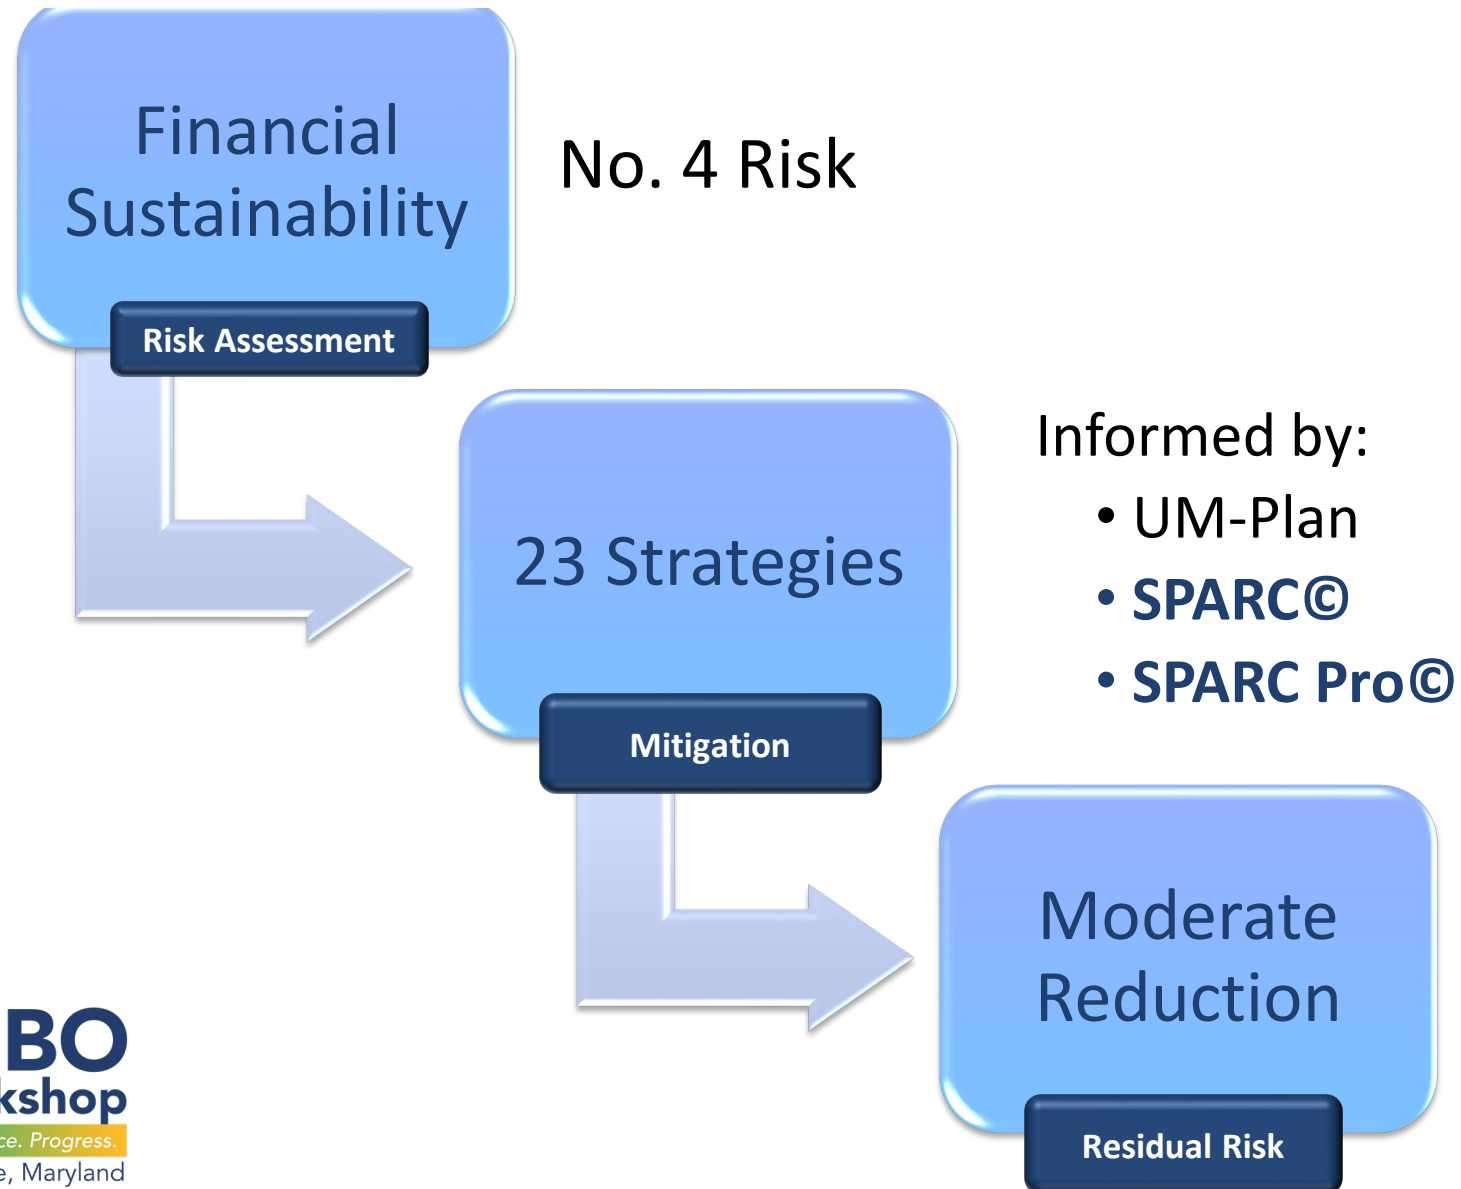 Financial
Sustainability
No. 4 Risk
Risk Assessment
Informed by:
• UM-Plan
• SPARC©
• SPARC Pro©
23 Strategies
Mitigation
Moderate
Reduction
Residual Risk
BO
kshop
ce. Progress.
e, Maryland